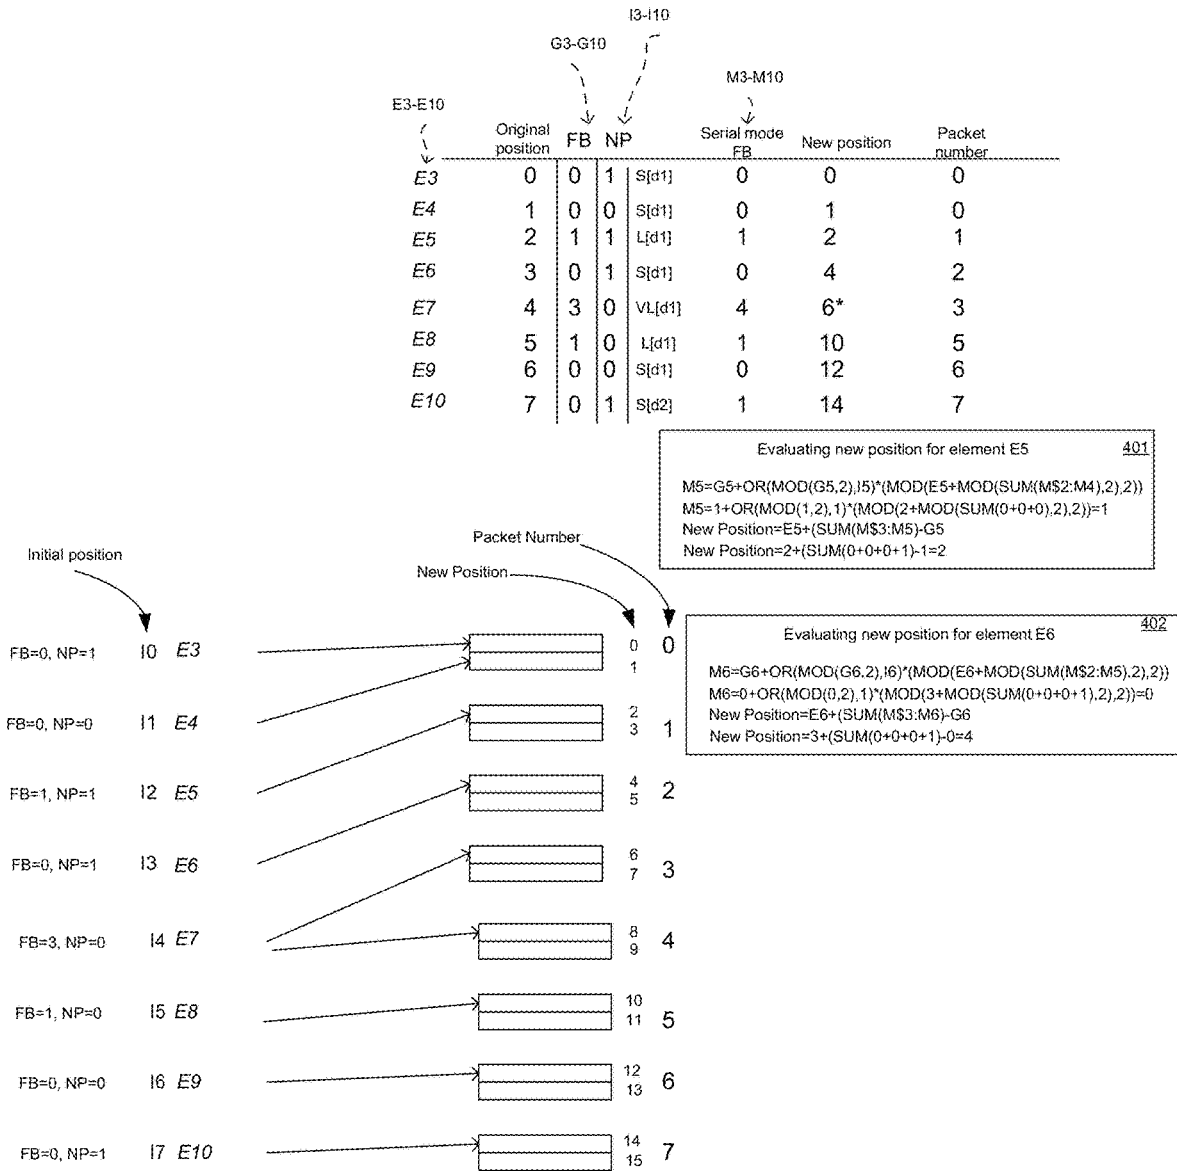 I3-I10
G3-G10
M3-M10
E3-E10
Original position FB NP Serial mode FB New position Packet number
E3 0 0 1 S[d1] 0 0 0
E4 1 0 0 S[d1] 0 1 0
E5 2 1 1 L[d1] 1 2 1
E6 3 0 1 S[d1] 0 4 2
E7 4 3 0 VL[d1] 4 6* 3
E8 5 1 0 L[d1] 1 10 5
E9 6 0 0 S[d1] 0 12 6
E10 7 0 1 S[d2] 1 14 7
Evaluating new position for element E5 401
M5=G5+OR(MOD(G5,2),I5)*(MOD(E5+MOD(SUM(M$2:M4),2),2))
M5=1+OR(MOD(1,2),1)*(MOD(2+MOD(SUM(0+0+0),2),2))=1
New Position=E5+(SUM(M$3:M5)-G5
New Position=2+(SUM(0+0+0+1)-1=2
Initial position
Packet Number
New Position
Evaluating new position for element E6 402
M6=G6+OR(MOD(G6,2),I6)*(MOD(E6+MOD(SUM(M$2:M5),2),2))
M6=0+OR(MOD(0,2),1)*(MOD(3+MOD(SUM(0+0+0+1),2),2))=0
New Position=E6+(SUM(M$3:M6)-G6
New Position=3+(SUM(0+0+0+1)-0=4
FB=0, NP=1 I0 E3 0 0
1
FB=0, NP=0 I1 E4 2
3 1
FB=1, NP=1 I2 E5 4 2
5
FB=0, NP=1 I3 E6 6
7 3
FB=3, NP=0 I4 E7 8 4
9
FB=1, NP=0 I5 E8 10
11 5
FB=0, NP=0 I6 E9 12 6
13
FB=0, NP=1 I7 E10 14 7
15